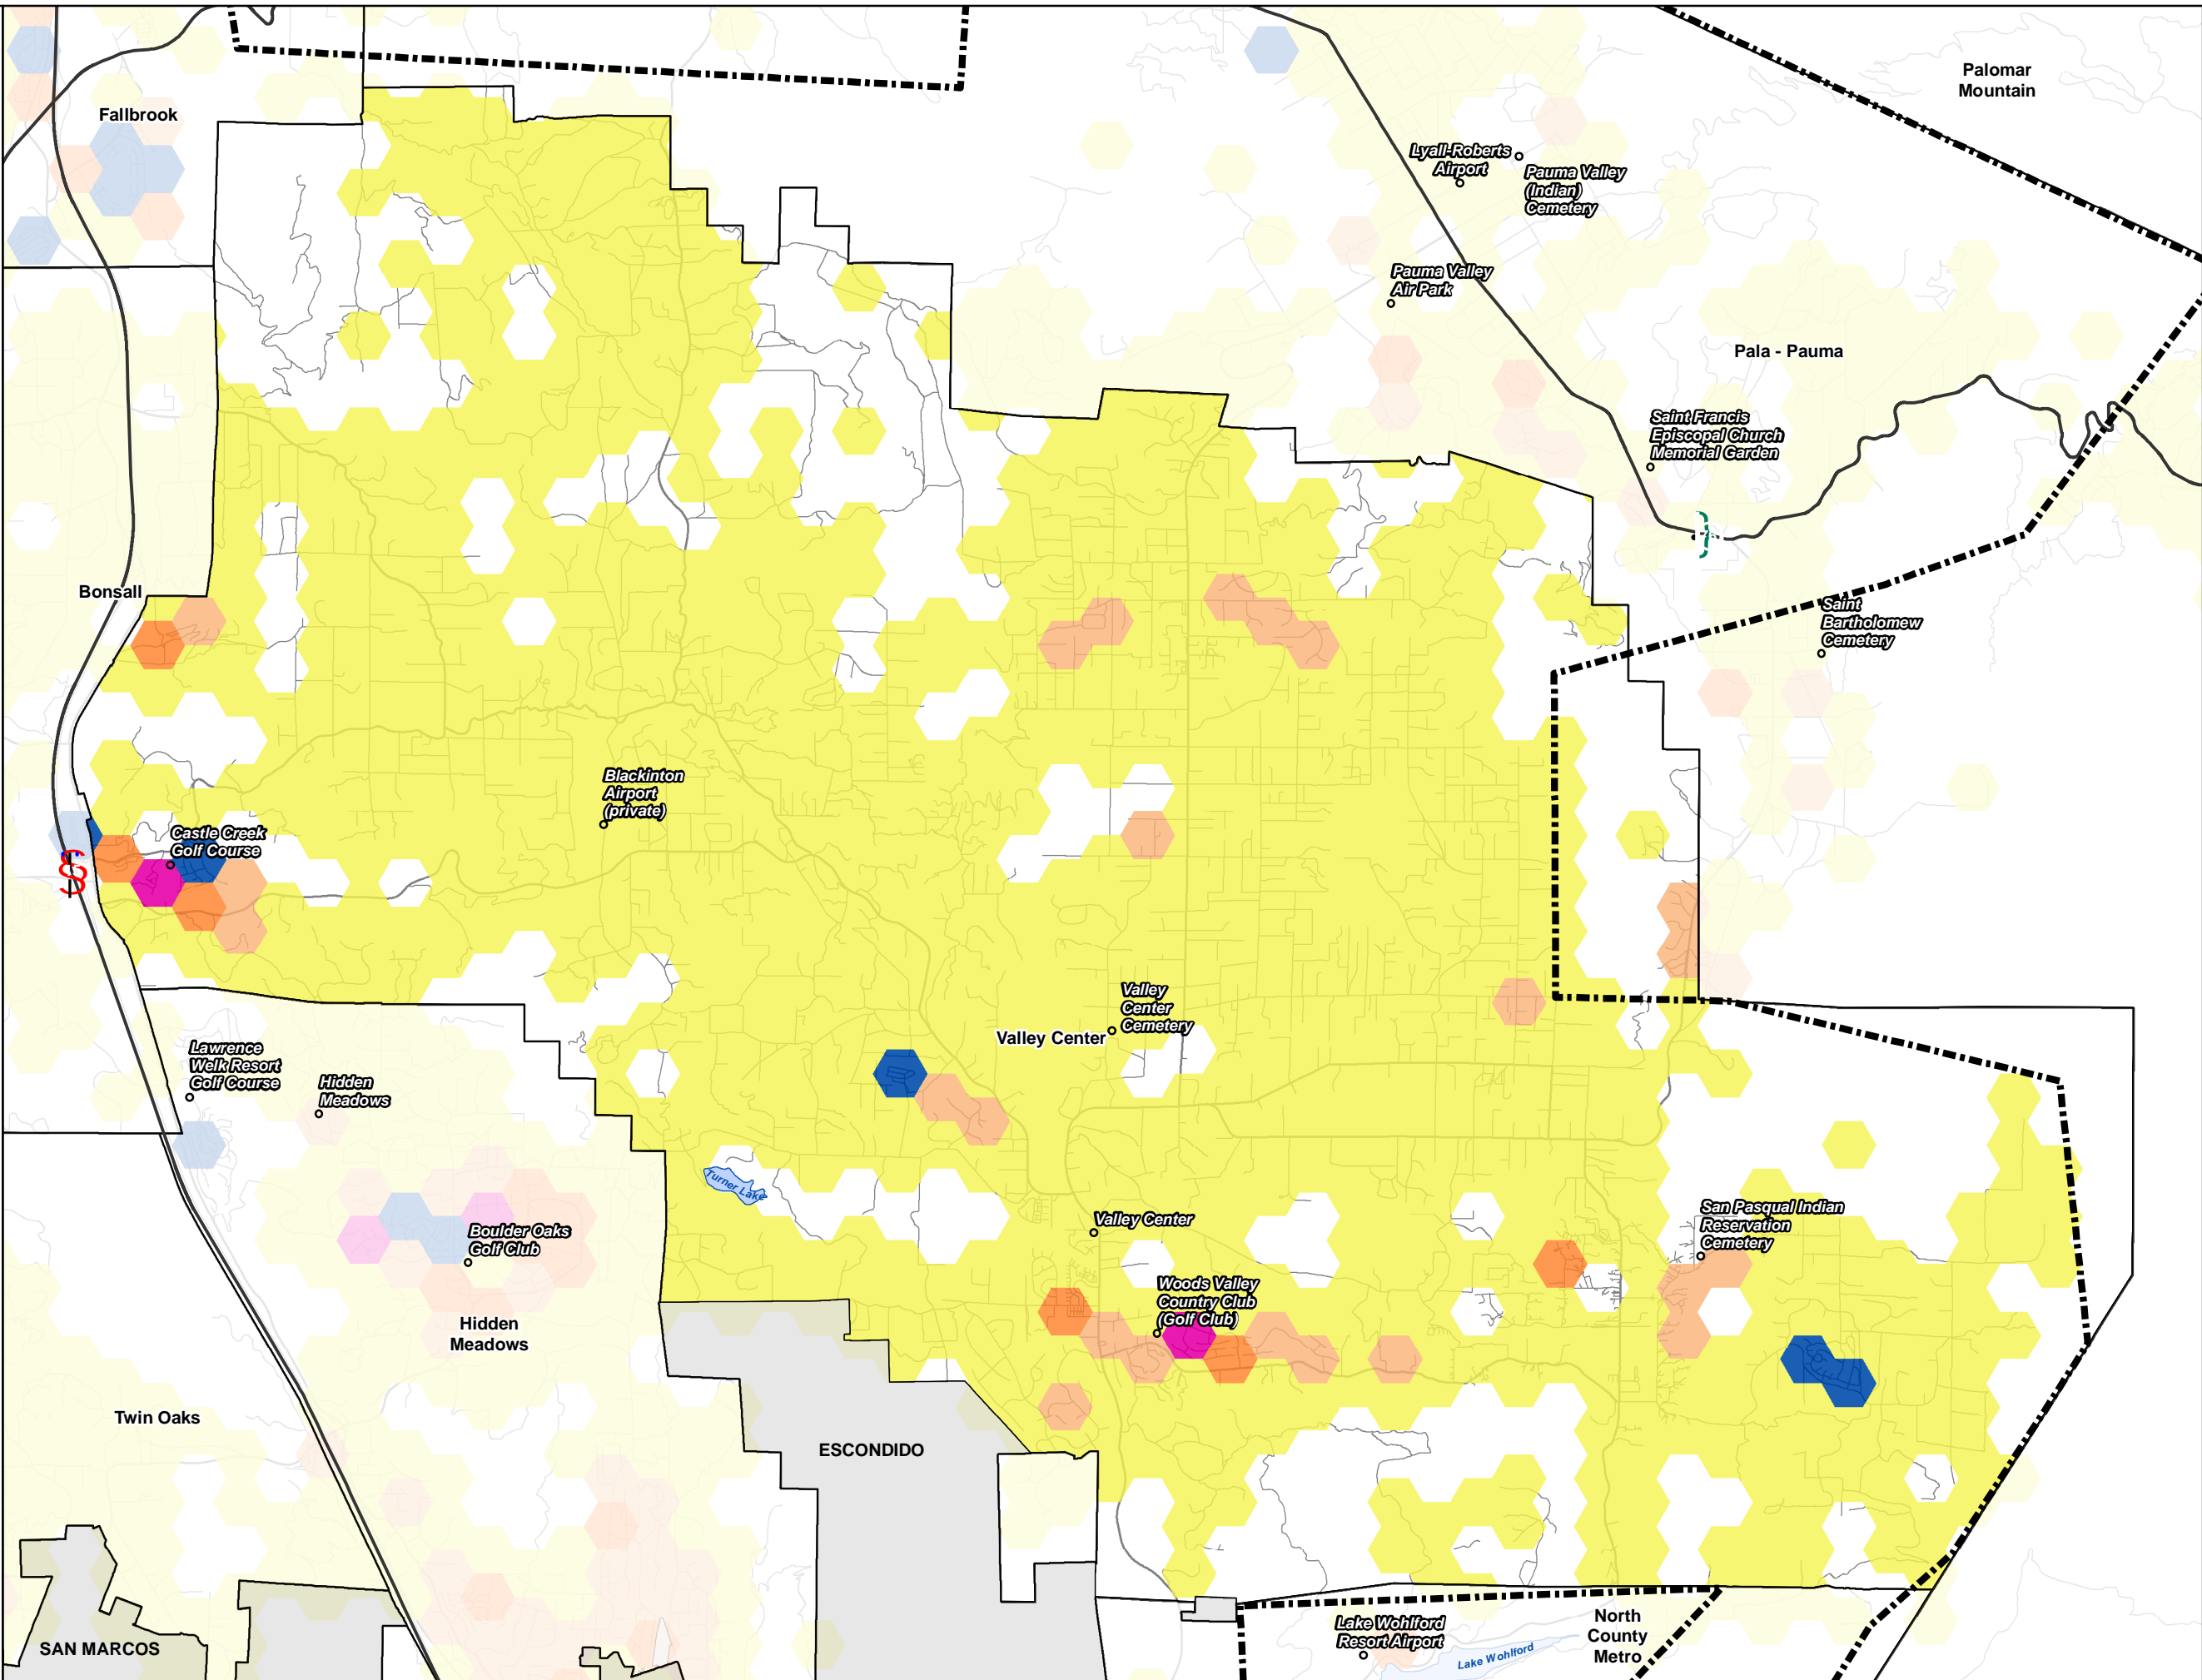 Palomar
Mountain
Fallbrook
Lyall-Roberts
Airport
Pauma Valley
(Indian)
Cemetery
Pauma Valley
Air Park
Pala - Pauma
Saint Francis
Episcopal Church
Memorial Garden
Bonsall
Saint
Bartholomew
Cemetery
Blackinton
Airport
(private)
Castle Creek
Golf Course
Valley
Center
Cemetery
Valley Center
Lawrence
Welk Resort
Golf Course
Hidden
Meadows
Turner Lake
Valley Center
San Pasqual Indian
Reservation
Cemetery
Boulder Oaks
Golf Club
Woods Valley
Country Club
(Golf Club)
Hidden
Meadows
Twin Oaks
ESCONDIDO
SAN MARCOS
Lake Wohlford
Resort Airport
Lake Wohlford
North
County
Metro